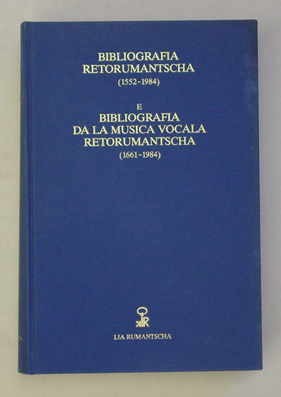 BIBLIOGRAFIA
RETORUMANTSCHA
(1552-1984)
E
BIBLIOGRAFIA
DA LA MUSICA VOCALA
RETORUMANTSCHA
(1661-1984)
LIA RUMANTSCHA